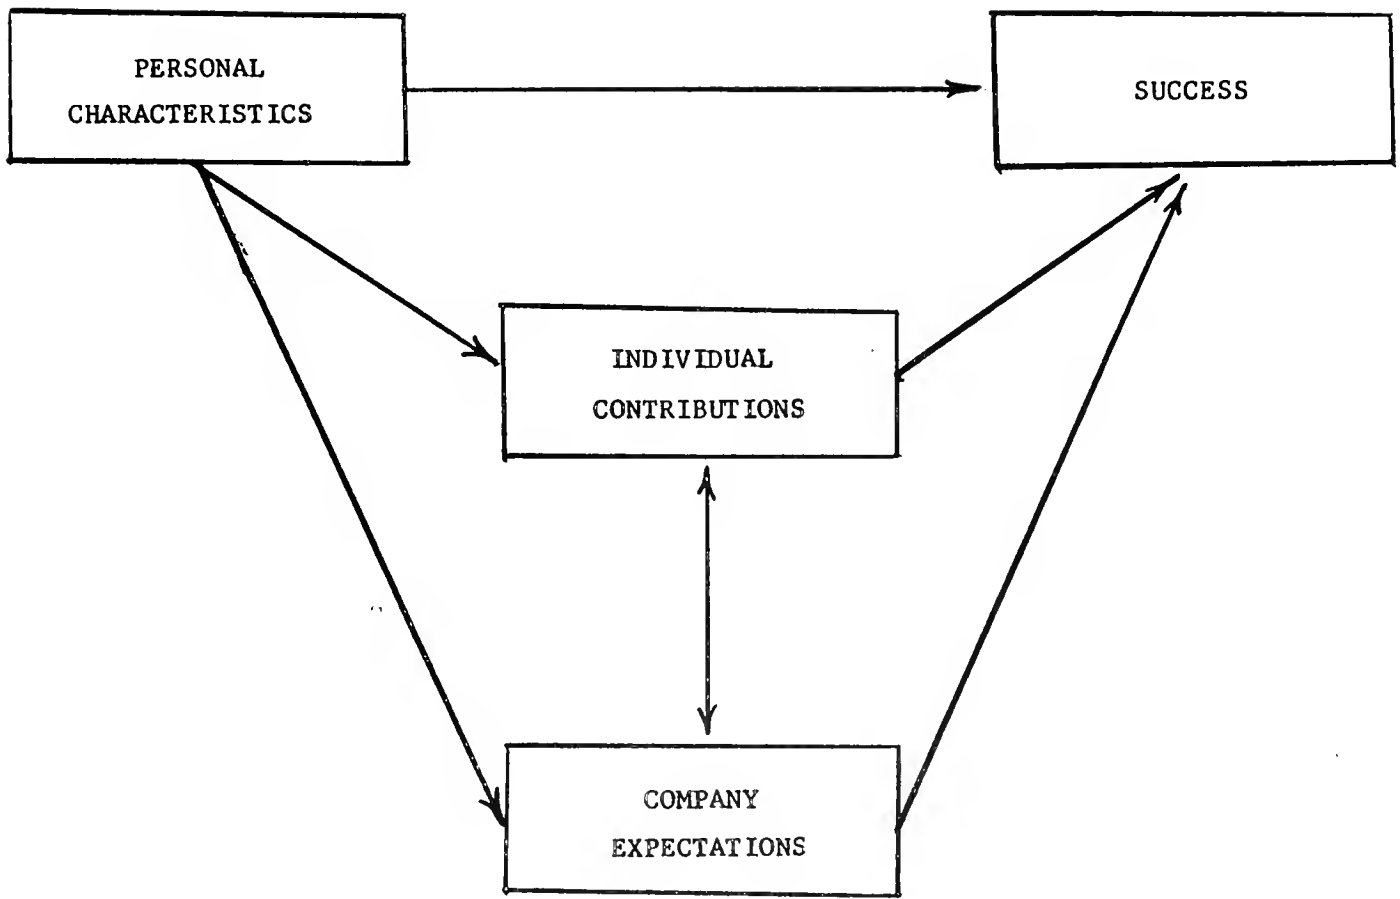 PERSONAL
CHARACTERISTICS
SUCCESS
INDIVIDUAL
CONTRIBUTIONS
COMPANY
EXPECTATIONS